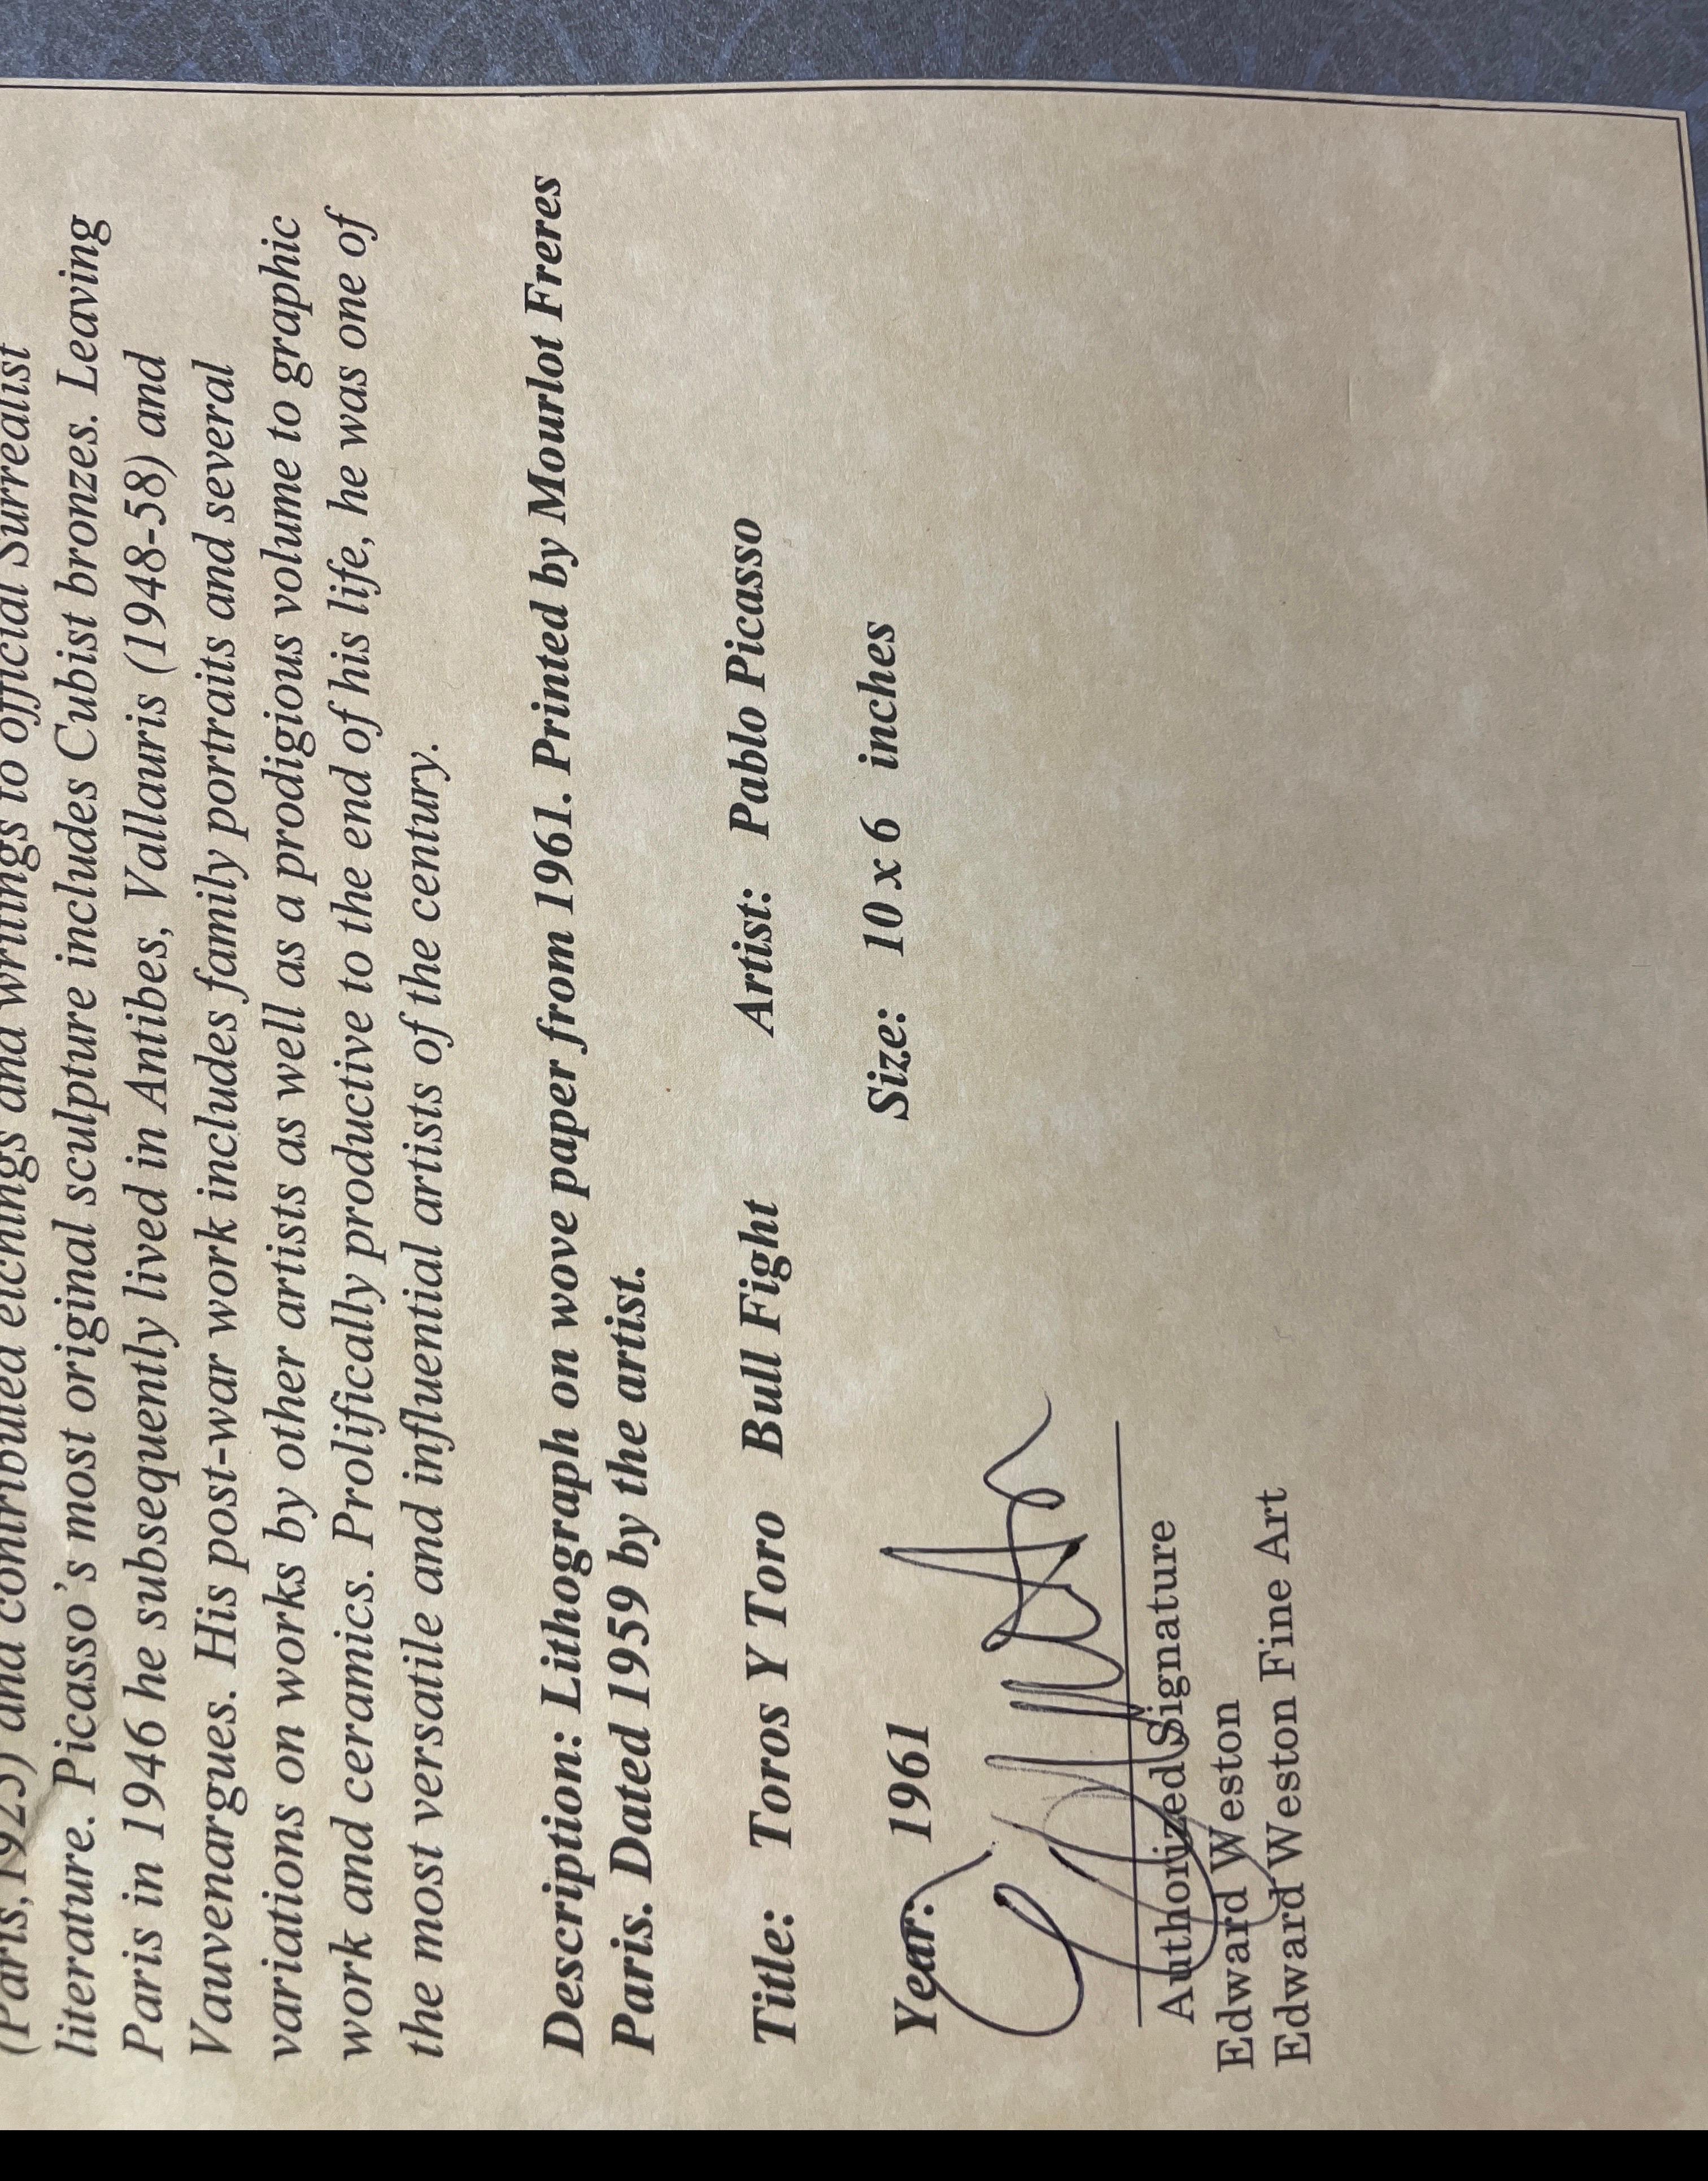 (Paris, 1925) and contributed etchings and writings to official Surrealist
literature. Picasso's most original sculpture includes Cubist bronzes. Leaving
Paris in 1946 he subsequently lived in Antibes, Vallauris (1948-58) and
Vauvenargues. His post-war work includes family portraits and several
variations on works by other artists as well as a prodigious volume to graphic
work and ceramics. Prolifically productive to the end of his life, he was one of
the most versatile and influential artists of the century.
Description: Lithograph on wove paper from 1961. Printed by Mourlot Freres
Paris. Dated 1959 by the artist.
Title: Toros Y Toro Bull Fight Artist: Pablo Picasso
Year: 1961 Size: 10 x 6 inches
Authorized Signature
Edward Weston
Edward Weston Fine Art